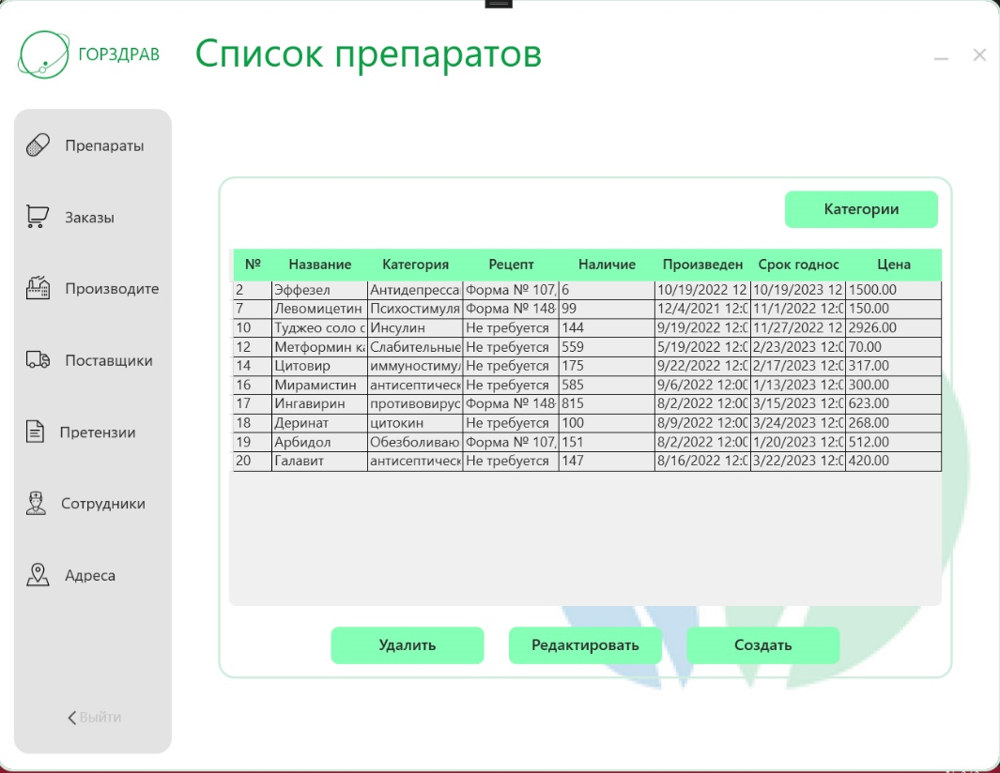 ГОРЗДРАВ
Список препаратов
Препараты
Заказы
Производите
Поставщики
Претензии
Сотрудники
Адреса
Выйти
Категории
№ Название Категория Рецепт Наличие Произведен Срок годнос Цена
2 Эффезел Антидепресса Форма № 107, 6 10/19/2022 12 10/19/2023 12 1500.00
7 Левомицетин Психостимуля Форма № 148- 99 12/4/2021 12:0 11/1/2022 12:0 150.00
10 Туджео соло с Инсулин Не требуется 144 9/19/2022 12:0 11/27/2022 12 2926.00
12 Метформин ка Слабительные Не требуется 559 5/19/2022 12:0 2/23/2023 12:0 70.00
14 Цитовир иммуностимул Не требуется 175 9/22/2022 12:0 2/17/2023 12:0 317.00
16 Мирамистин антисептическ Не требуется 585 9/6/2022 12:00 1/13/2023 12:0 300.00
17 Ингавирин противовирус Форма № 148- 815 8/2/2022 12:00 3/15/2023 12:0 623.00
18 Деринат цитокин Не требуется 100 8/9/2022 12:00 3/24/2023 12:0 268.00
19 Арбидол Обезболиваю Форма № 107, 151 8/2/2022 12:00 1/20/2023 12:0 512.00
20 Галавит антисептическ Не требуется 147 8/16/2022 12:0 3/22/2023 12:0 420.00
Удалить Редактировать Создать